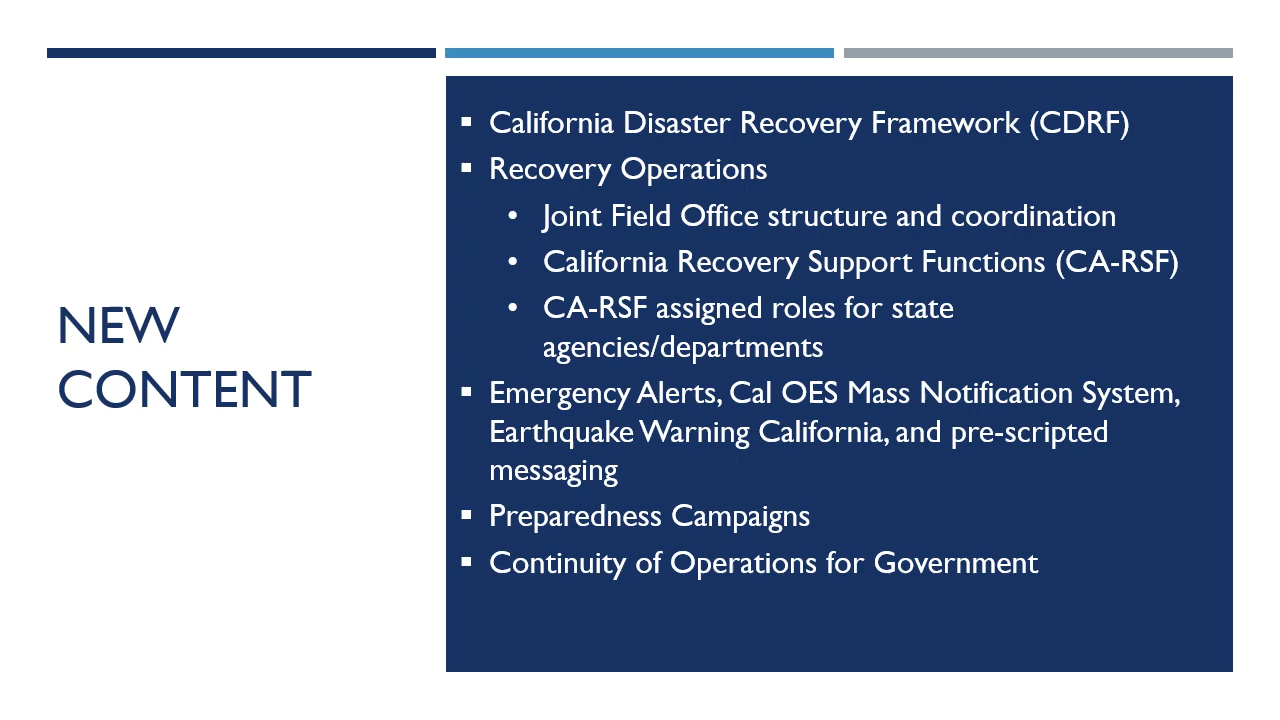 NEW
CONTENT
▪ California Disaster Recovery Framework (CDRF)
▪ Recovery Operations
• Joint Field Office structure and coordination
• California Recovery Support Functions (CA-RSF)
• CA-RSF assigned roles for state
agencies/departments
▪ Emergency Alerts, Cal OES Mass Notification System,
Earthquake Warning California, and pre-scripted
messaging
▪ Preparedness Campaigns
▪ Continuity of Operations for Government